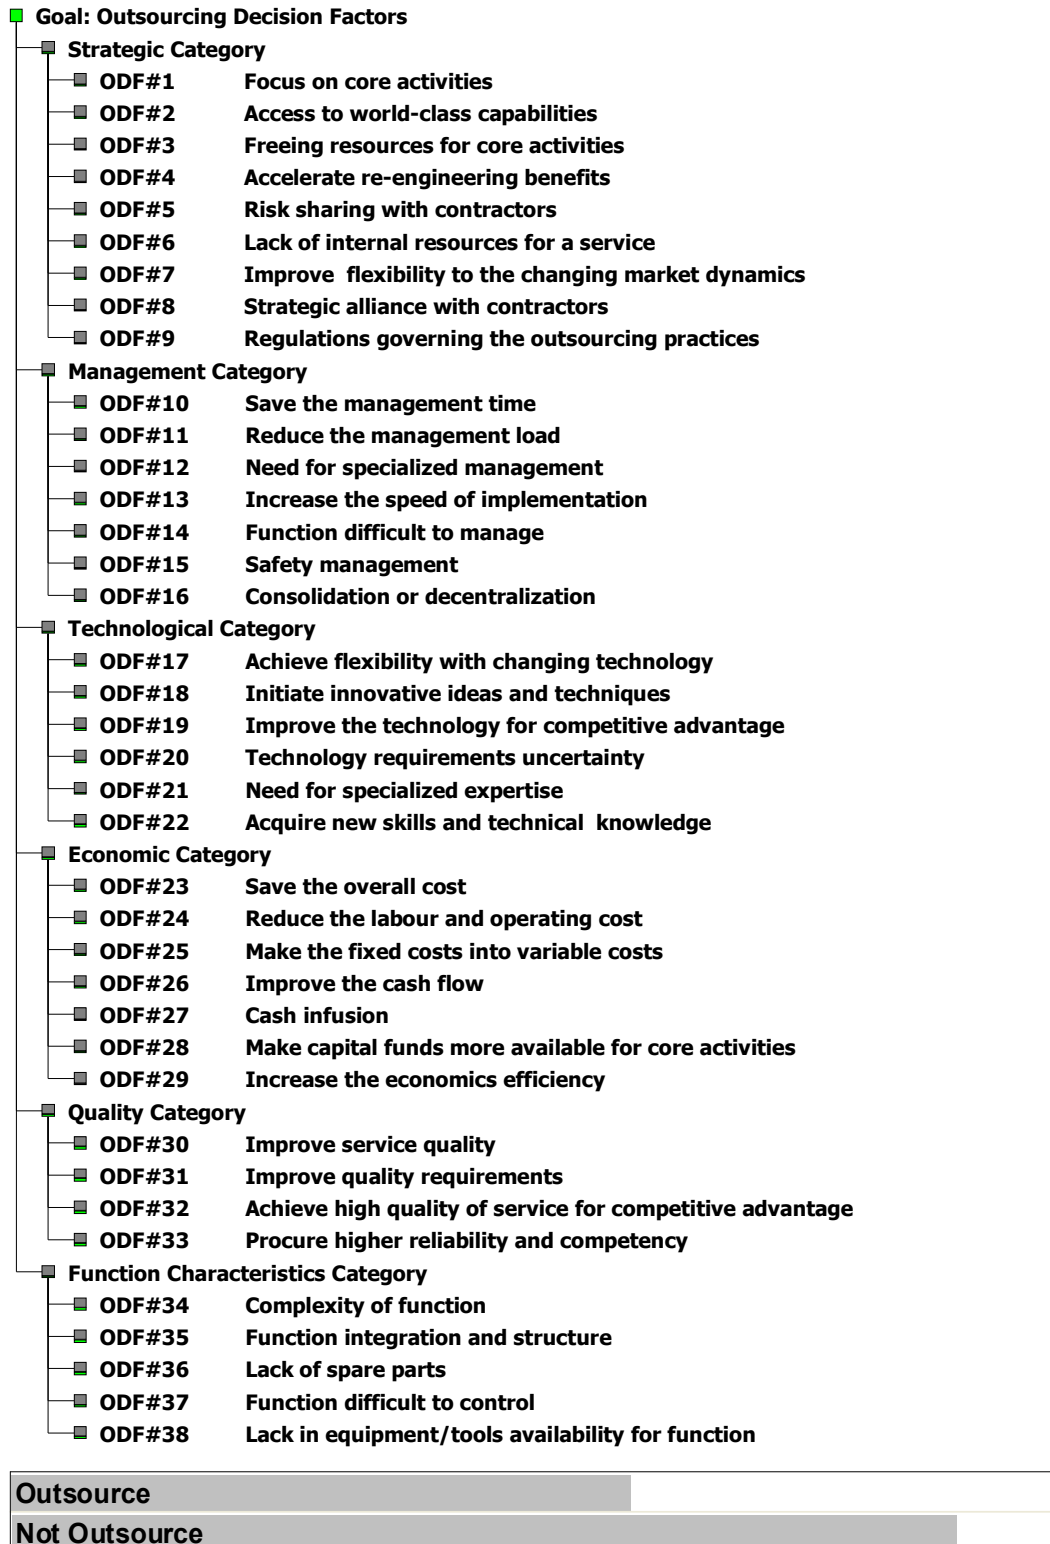 Goal: Outsourcing Decision Factors
Strategic Category
ODF#1 Focus on core activities
ODF#2 Access to world-class capabilities
ODF#3 Freeing resources for core activities
ODF#4 Accelerate re-engineering benefits
ODF#5 Risk sharing with contractors
ODF#6 Lack of internal resources for a service
ODF#7 Improve  flexibility to the changing market dynamics
ODF#8 Strategic alliance with contractors
ODF#9 Regulations governing the outsourcing practices
Management Category
ODF#10 Save the management time
ODF#11 Reduce the management load
ODF#12 Need for specialized management
ODF#13 Increase the speed of implementation
ODF#14 Function difficult to manage
ODF#15 Safety management
ODF#16 Consolidation or decentralization
Technological Category
ODF#17 Achieve flexibility with changing technology
ODF#18 Initiate innovative ideas and techniques
ODF#19 Improve the technology for competitive advantage
ODF#20 Technology requirements uncertainty
ODF#21 Need for specialized expertise
ODF#22 Acquire new skills and technical  knowledge
Economic Category
ODF#23 Save the overall cost
ODF#24 Reduce the labour and operating cost
ODF#25 Make the fixed costs into variable costs
ODF#26 Improve the cash flow
ODF#27 Cash infusion
ODF#28 Make capital funds more available for core activities
ODF#29 Increase the economics efficiency
Quality Category
ODF#30 Improve service quality
ODF#31 Improve quality requirements
ODF#32 Achieve high quality of service for competitive advantage
ODF#33 Procure higher reliability and competency
Function Characteristics Category
ODF#34 Complexity of function
ODF#35 Function integration and structure
ODF#36 Lack of spare parts
ODF#37 Function difficult to control
ODF#38 Lack in equipment/tools availability for function
Outsource
Not Outsource